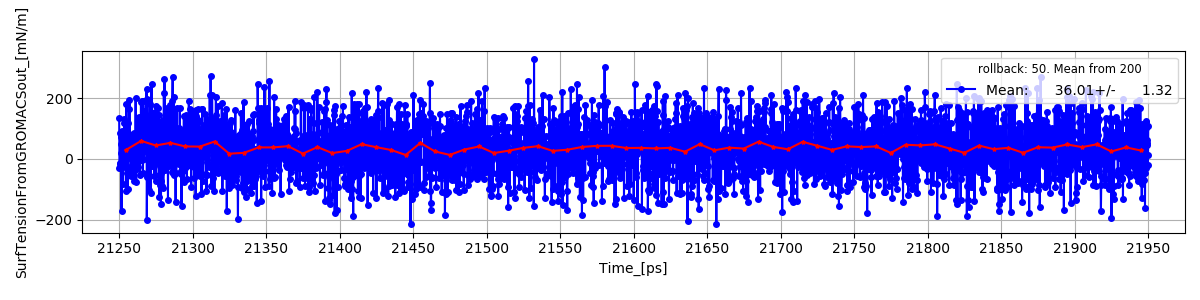 SurfTensionFromGROMACSout_[mN/m]
200
0
−200
rollback: 50. Mean from 200
Mean: 36.01+/- 1.32
21250 21300 21350 21400 21450 21500 21550 21600 21650 21700 21750 21800 21850 21900 21950
Time_[ps]